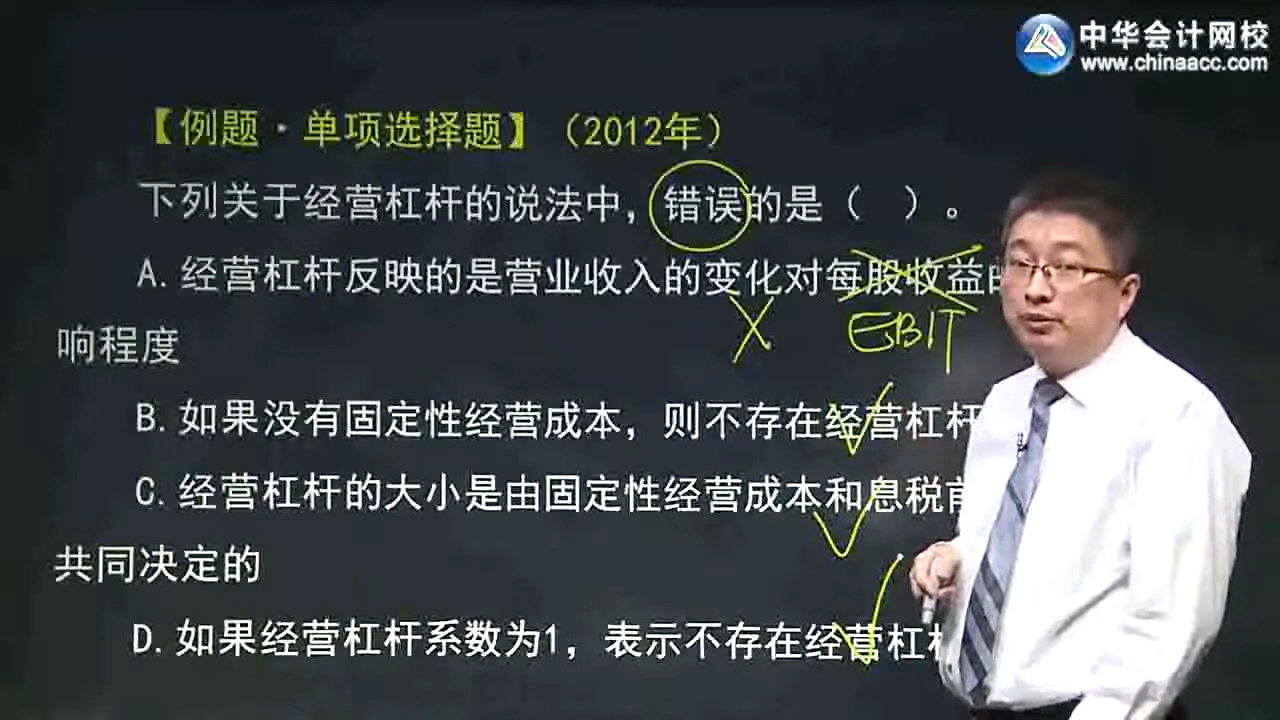 中华会计网校
www.chinaacc.com
【例题·单项选择题】（2012年）
下列关于经营杠杆的说法中，错误的是（ ）。
A.经营杠杆反映的是营业收入的变化对每股收益的
响程度
X EBIT
B.如果没有固定性经营成本，则不存在经营杠杆
C.经营杠杆的大小是由固定性经营成本和息税前
共同决定的
D.如果经营杠杆系数为1，表示不存在经营杠